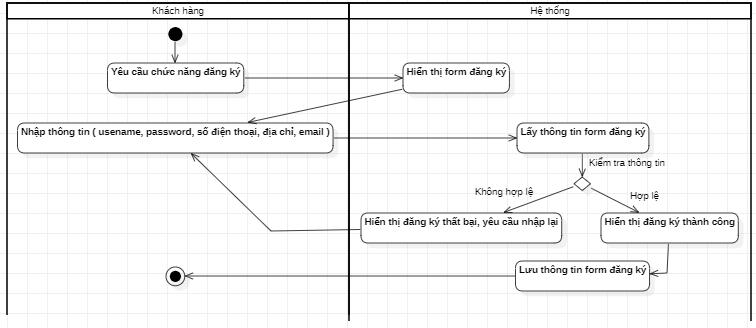 Khách hàng
Hệ thống
Yêu cầu chức năng đăng ký
Hiển thị form đăng ký
Nhập thông tin ( usename, password, số điện thoại, địa chỉ, email )
Lấy thông tin form đăng ký
Kiểm tra thông tin
Không hợp lệ
Hợp lệ
Hiển thị đăng ký thất bại, yêu cầu nhập lại
Hiển thị đăng ký thành công
Lưu thông tin form đăng ký